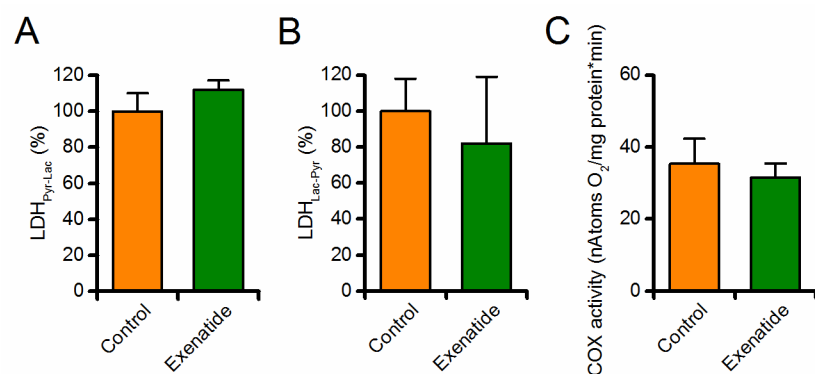 A
LDH Pyr-Lac (%)
120
100
80
60
40
20
0
Control
Exenatide
B
LDH Lac-Pyr (%)
120
100
80
60
40
20
0
Control
Exenatide
C
COX activity (nAtoms O2/mg protein*min)
60
40
20
0
Control
Exenatide